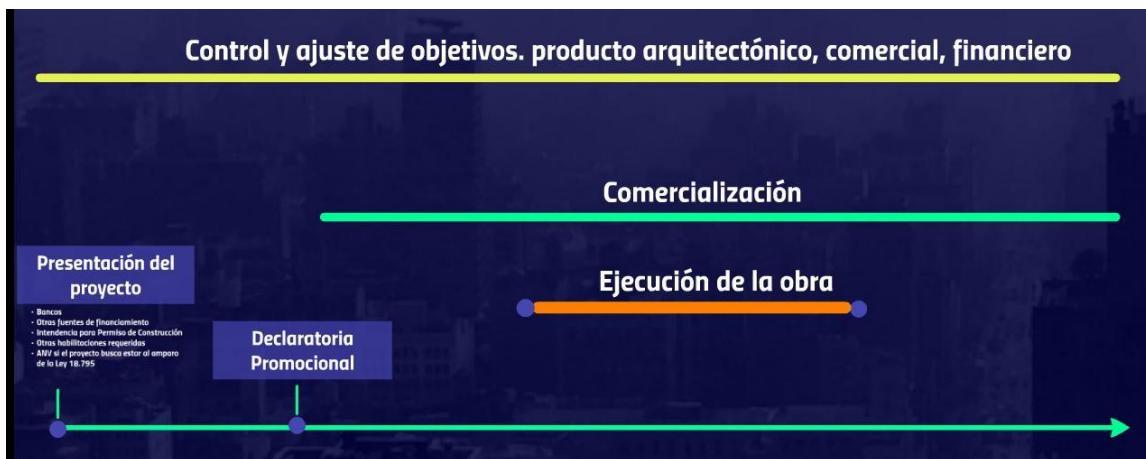 Control y ajuste de objetivos. producto arquitectónico, comercial, financiero
Comercialización
Presentación del
proyecto
• Bancos
• Otras fuentes de financiamiento
• Intendencia para Permiso de Construcción
• Otras habilitaciones requeridas
• ANV si el proyecto busca estar al amparo
de la Ley 18.795
Ejecución de la obra
Declaratoria
Promocional